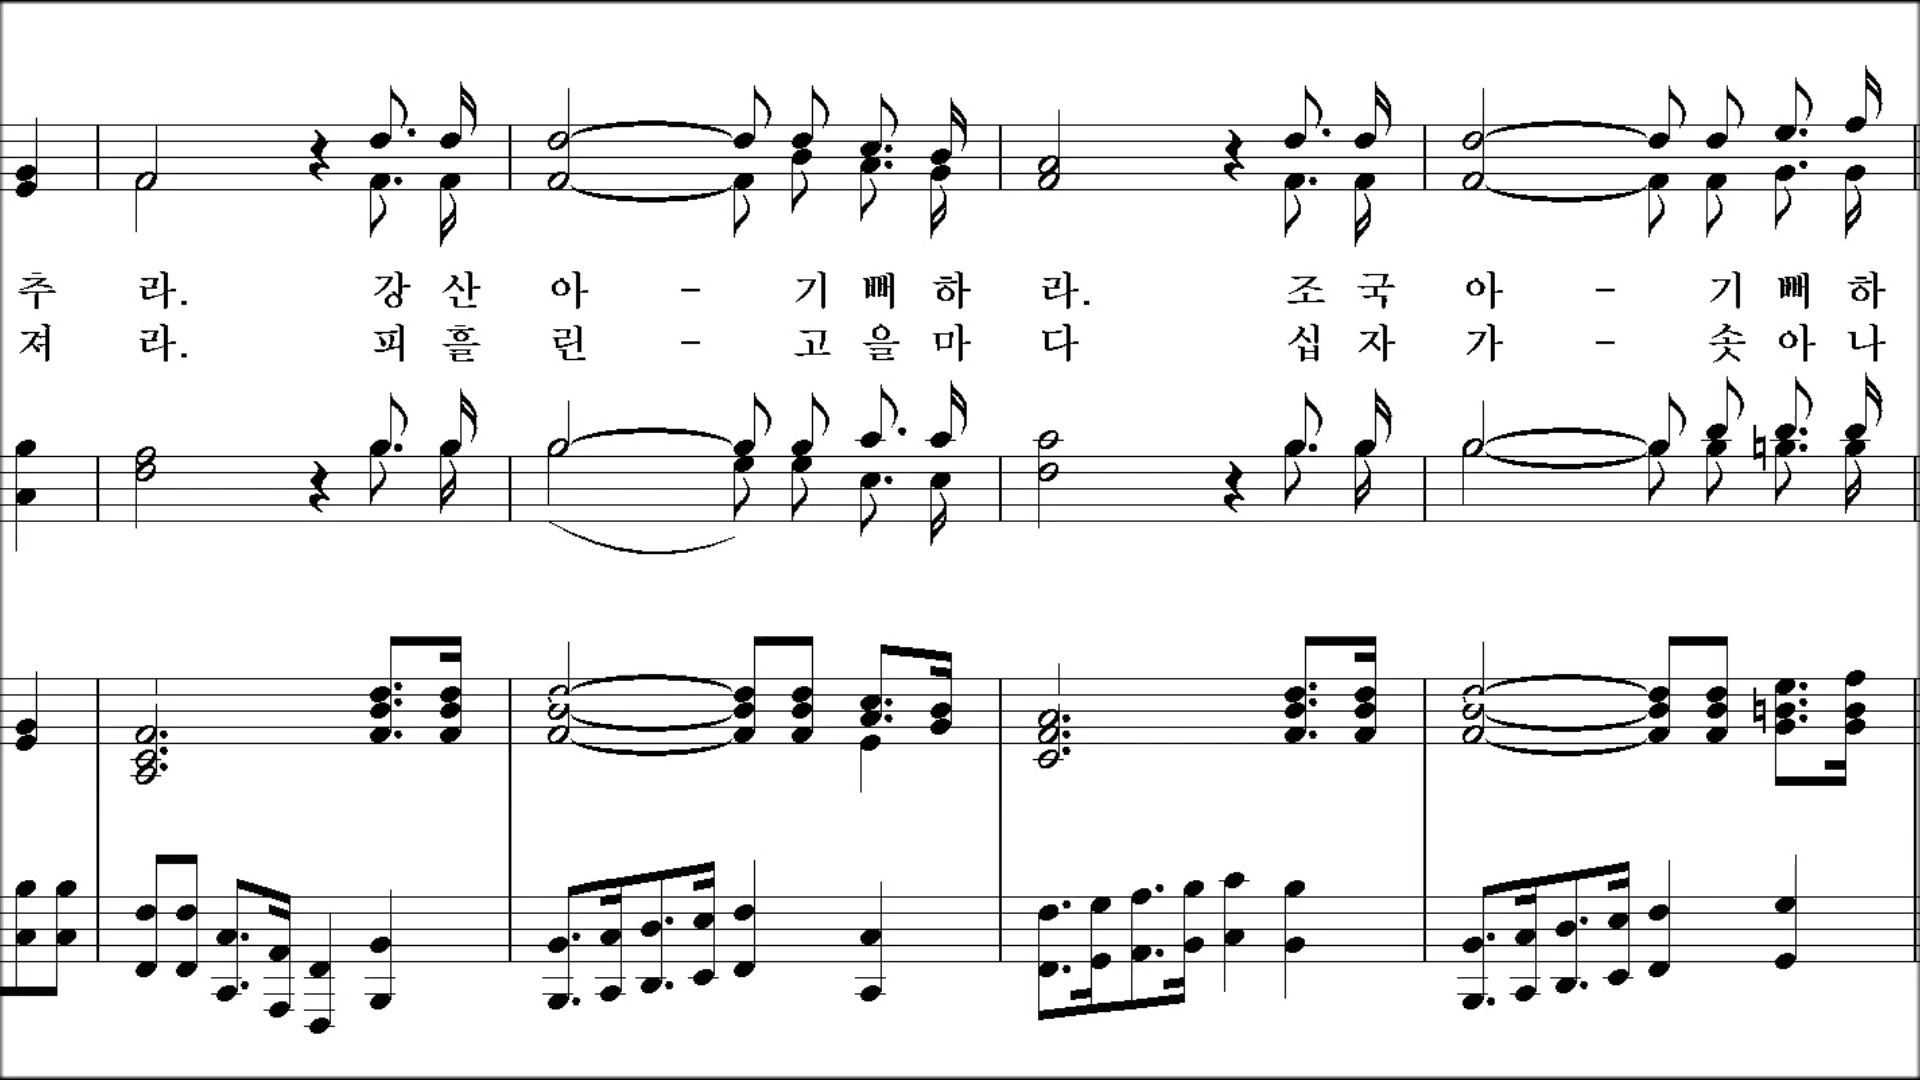 추 라. 강 산 아 - 기 뻐 하 라. 조 국 아 - 기 뻐 하
져 라. 피 흘 린 - 고 을 마 다 십 자 가 - 솟 아 나